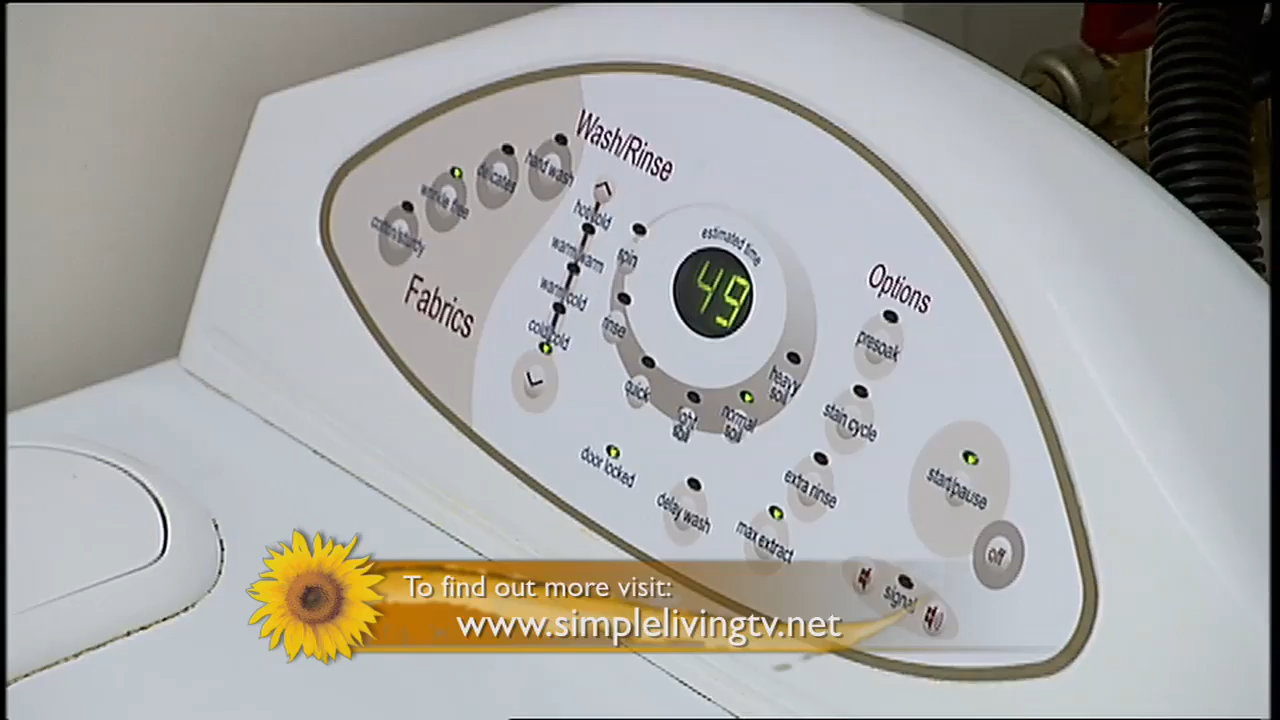 Wash/Rinse
hand wash
delicates
wrinkle free
cotton/sturdy
Fabrics
hot/cold
warm/warm
warm/cold
cold/cold
spin
rinse
quick
light
soil
normal
soil
heavy
soil
estimated time
49
door locked
delay wash
Options
presoak
stain cycle
extra rinse
max extract
start/pause
off
signal
To find out more visit:
www.simplelivingtv.net